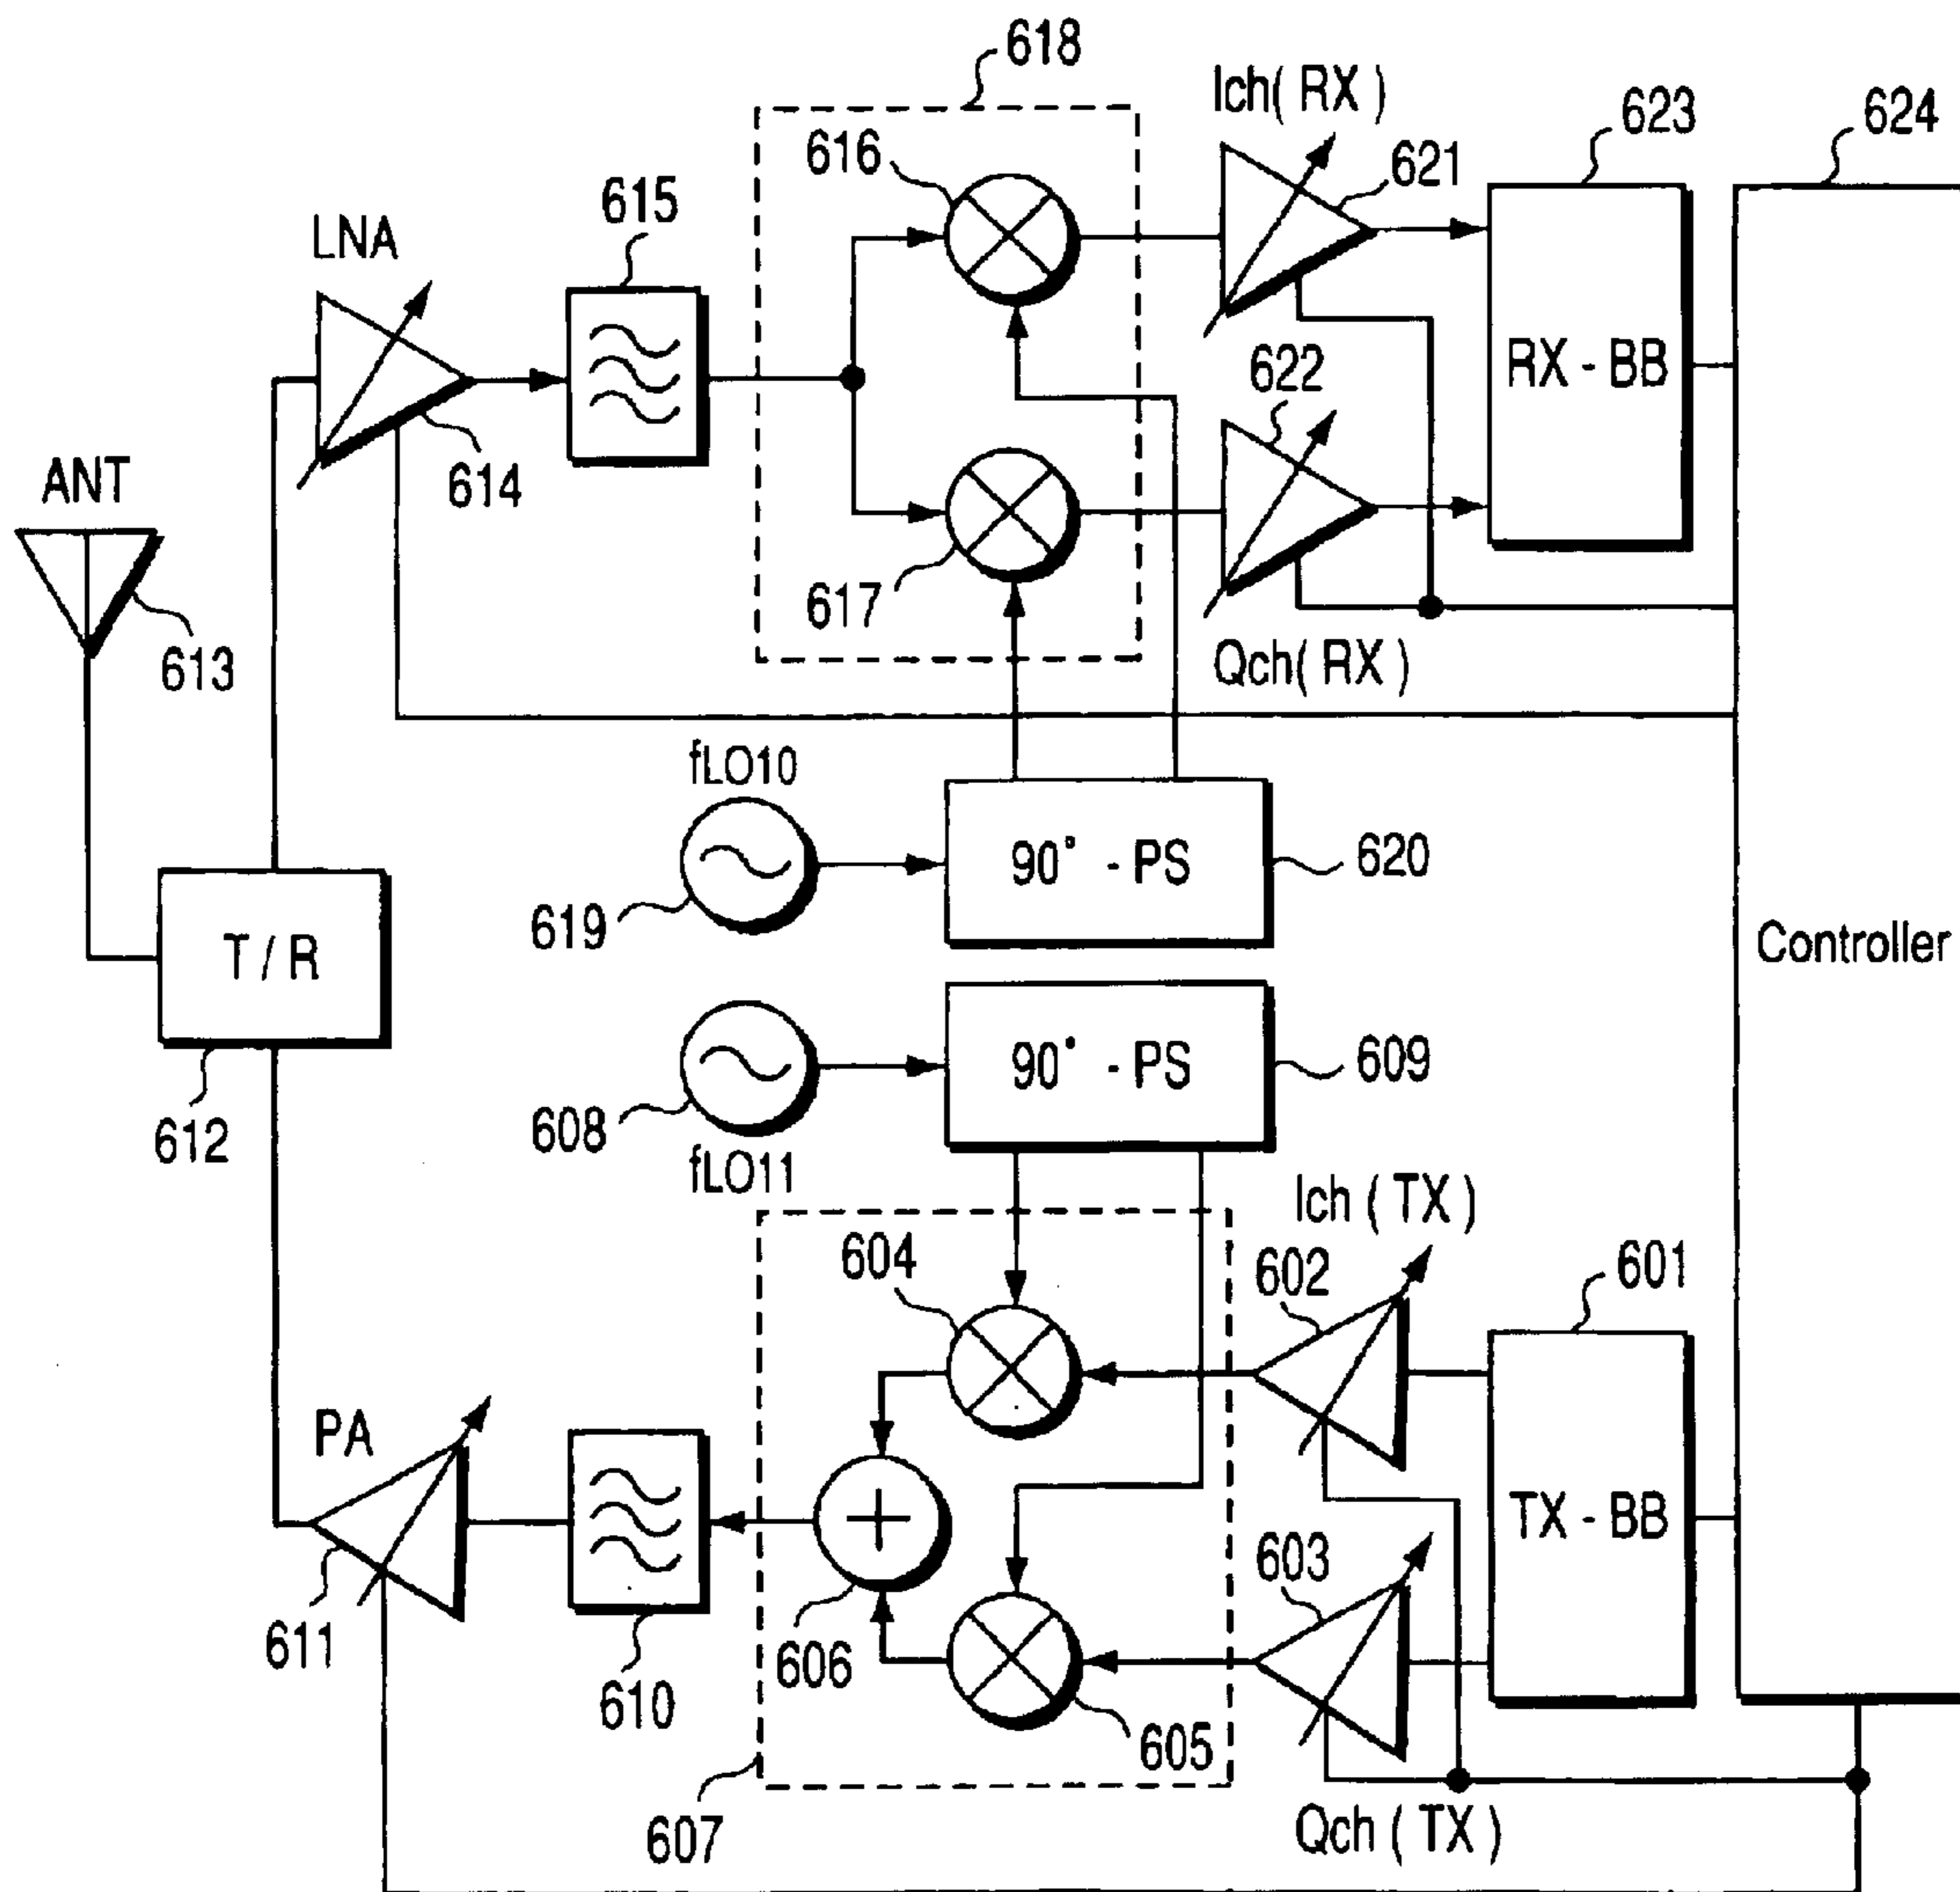 618
Ich( RX )
623
624
616
621
615
LNA
622
RX - BB
614
ANT
617
613
Qch( RX )
fLO10
90° - PS
620
619
T / R
Controller
90° - PS
609
608
612
fLO11
Ich ( TX )
604
602
601
PA
TX - BB
603
611
606
610
605
607
Qch ( TX )